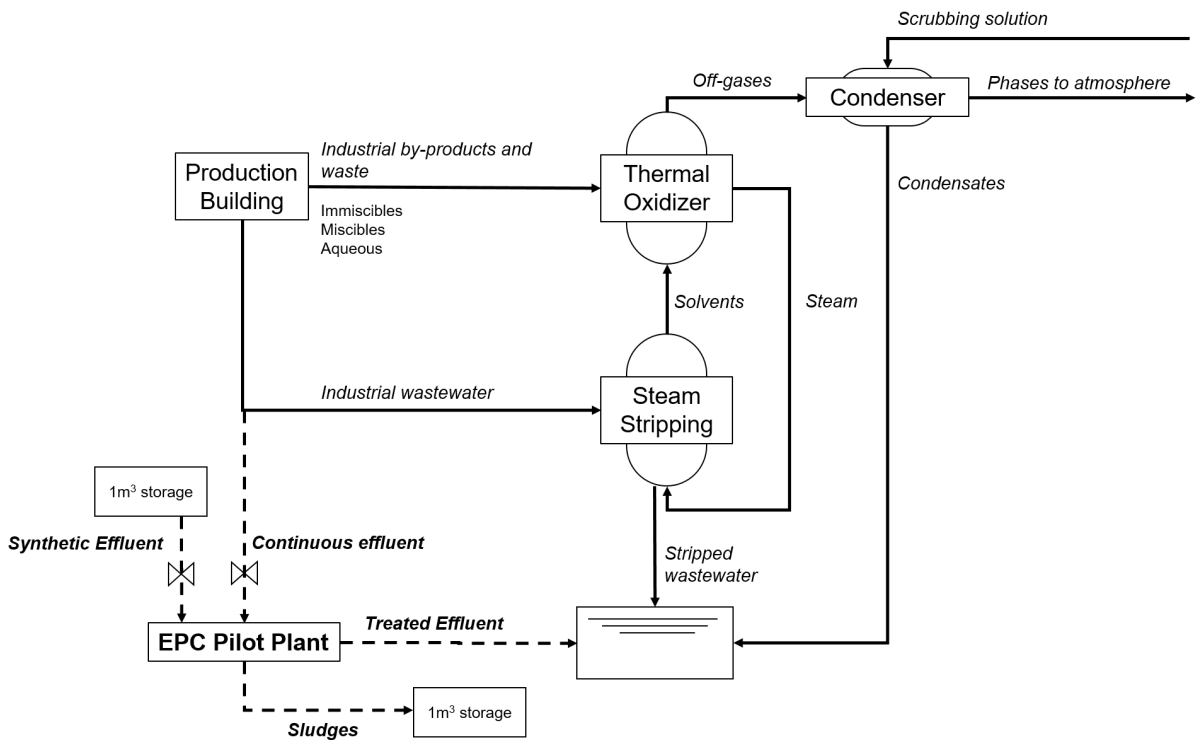 Scrubbing solution
Off-gases
Condenser
Phases to atmosphere
Production
Building
Industrial by-products and
waste
Immiscibles
Miscibles
Aqueous
Thermal
Oxidizer
Condensates
Solvents
Steam
Industrial wastewater
Steam
Stripping
1m³ storage
Synthetic Effluent
Continuous effluent
Stripped
wastewater
EPC Pilot Plant
Treated Effluent
Sludges
1m³ storage